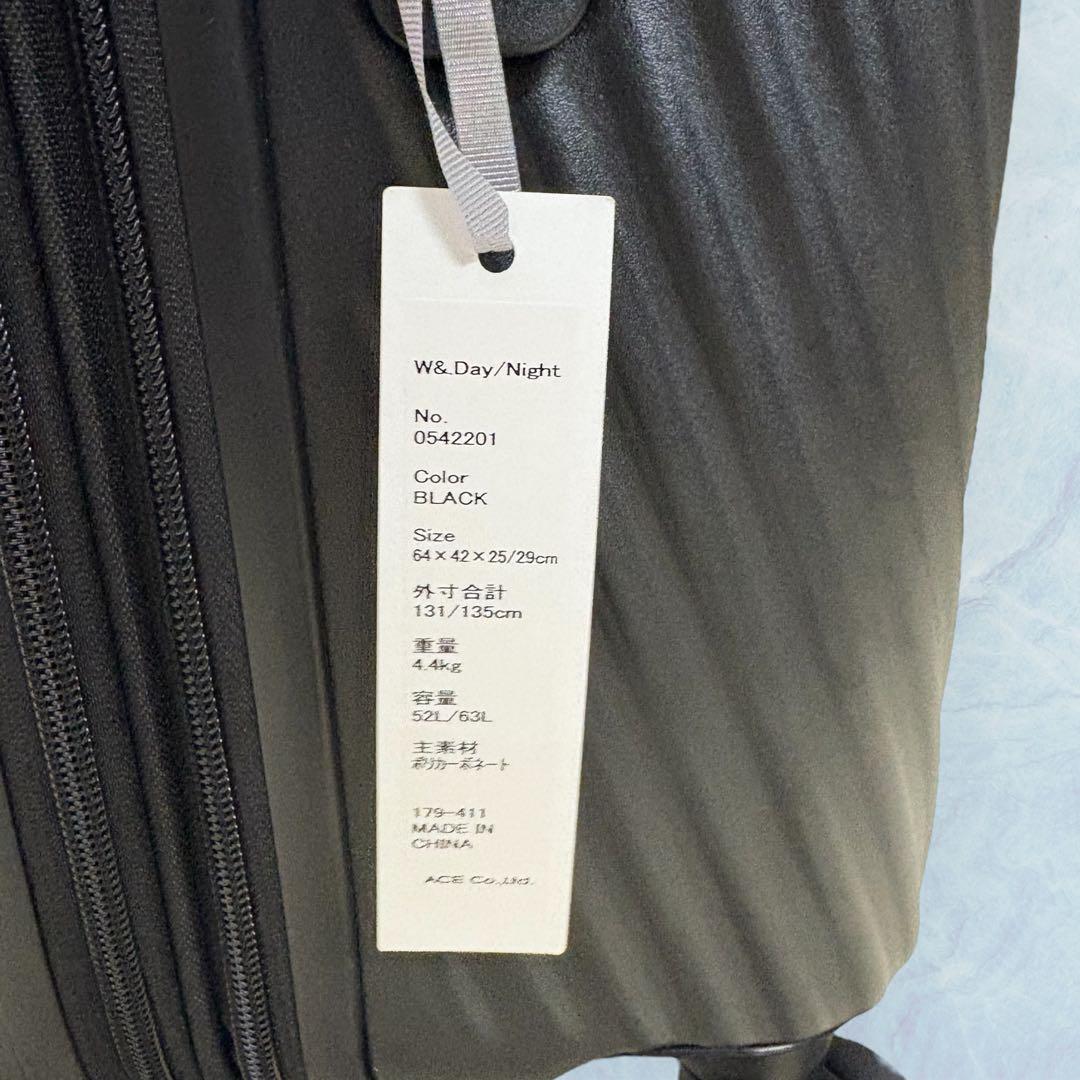 W&.Day/Night
No.
0542201
Color
BLACK
Size
64×42×25/29cm
外寸合計
131/135cm
重量
4.4kg
容量
52L/63L
主素材
ポリカーボネート
179-411
MADE IN
CHINA
ACE Co.,Ltd.